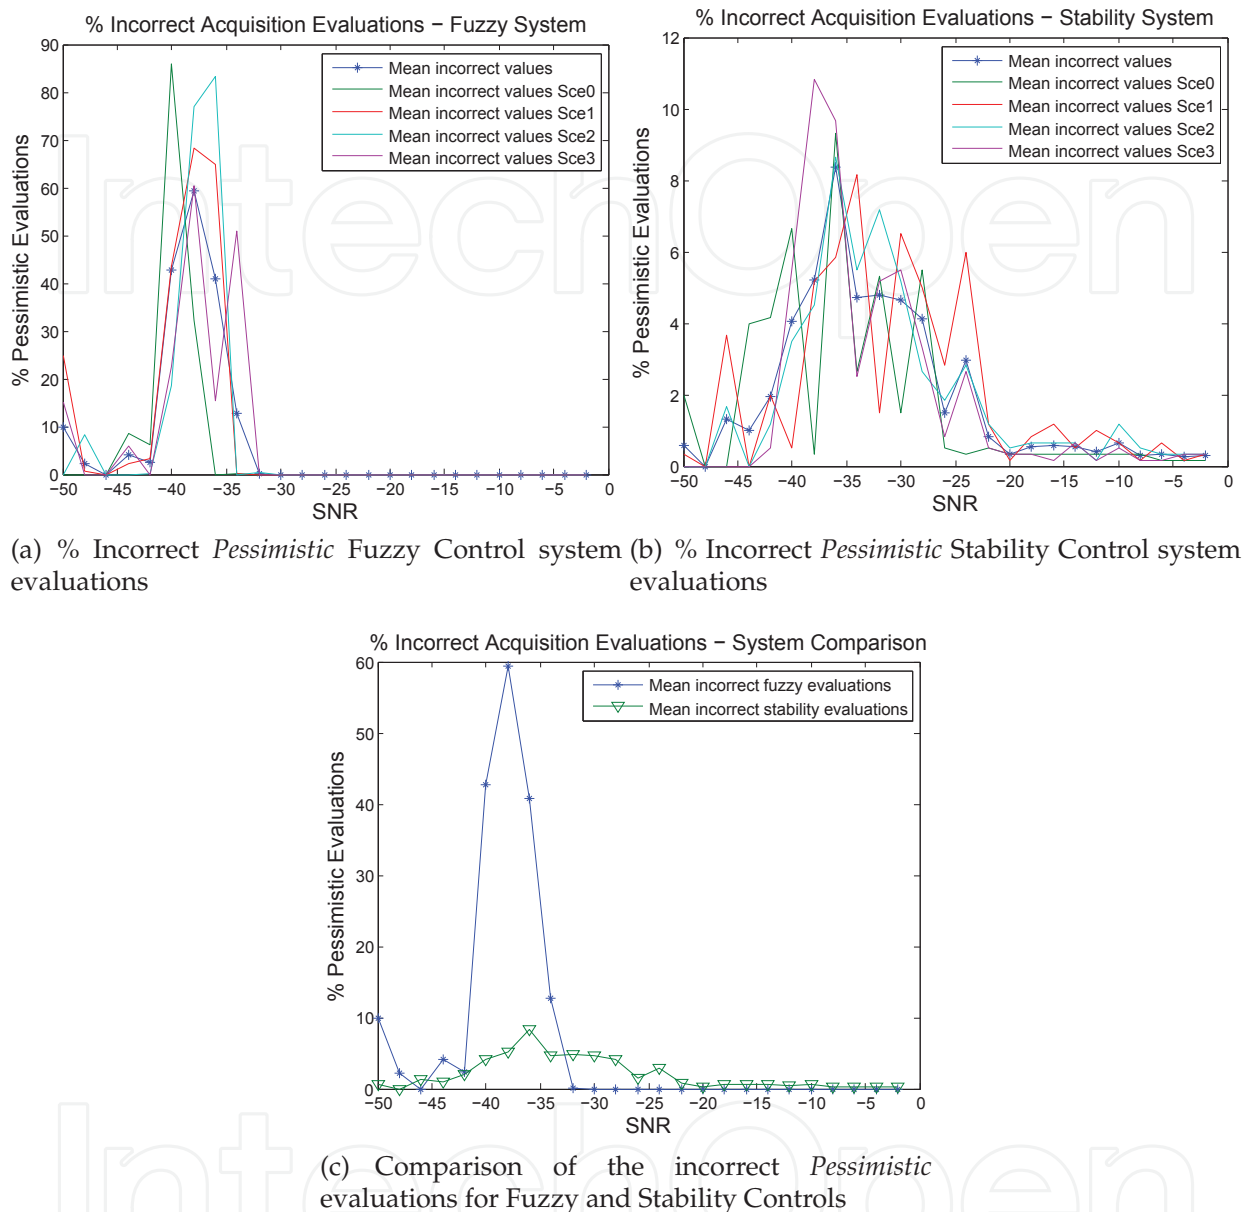 % Incorrect Acquisition Evaluations − Fuzzy System
90
80
70
60
50
40
30
20
10
0
% Pessimistic Evaluations
Mean incorrect values
Mean incorrect values Sce0
Mean incorrect values Sce1
Mean incorrect values Sce2
Mean incorrect values Sce3
−50 −45 −40 −35 −30 −25 −20 −15 −10 −5 0
SNR
(a) % Incorrect Pessimistic Fuzzy Control system
evaluations
% Incorrect Acquisition Evaluations − Stability System
12
10
8
6
4
2
0
% Pessimistic Evaluations
Mean incorrect values
Mean incorrect values Sce0
Mean incorrect values Sce1
Mean incorrect values Sce2
Mean incorrect values Sce3
−50 −45 −40 −35 −30 −25 −20 −15 −10 −5 0
SNR
(b) % Incorrect Pessimistic Stability Control system
evaluations
% Incorrect Acquisition Evaluations − System Comparison
60
50
40
30
20
10
0
% Pessimistic Evaluations
Mean incorrect fuzzy evaluations
Mean incorrect stability evaluations
−50 −45 −40 −35 −30 −25 −20 −15 −10 −5 0
SNR
(c) Comparison of the incorrect Pessimistic
evaluations for Fuzzy and Stability Controls
IntechOpen
IntechOpen